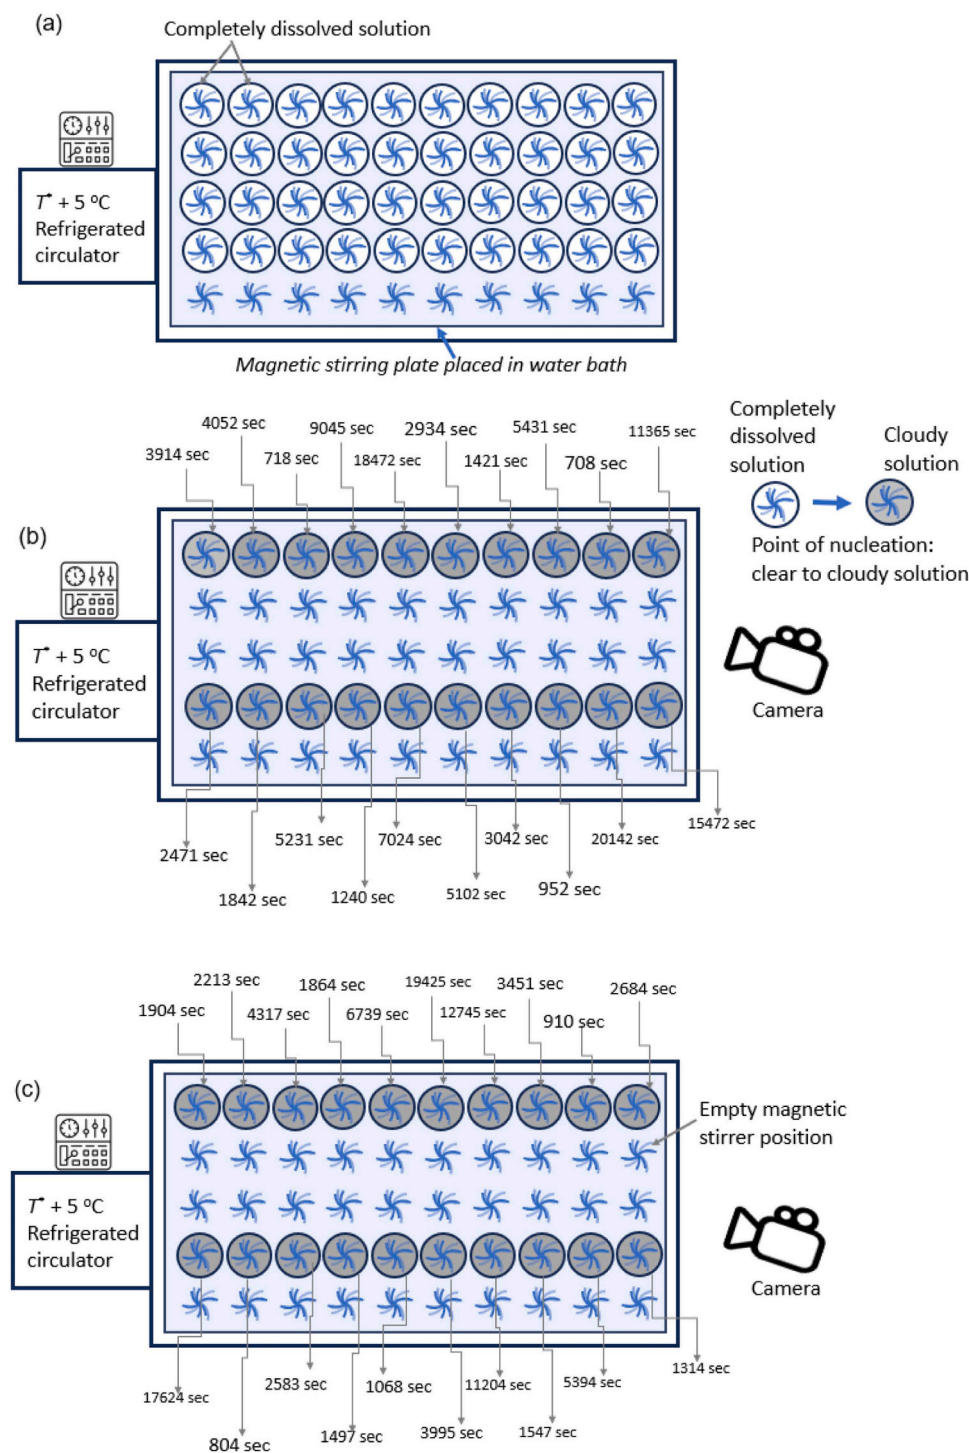 (a)
Completely dissolved solution
T* + 5 °C
Refrigerated
circulator
Magnetic stirring plate placed in water bath
4052 sec
9045 sec
2934 sec
5431 sec
11365 sec
3914 sec
718 sec
18472 sec
1421 sec
708 sec
Completely
dissolved
solution
Cloudy
solution
Point of nucleation:
clear to cloudy solution
(b)
T* + 5 °C
Refrigerated
circulator
Camera
2471 sec
1842 sec
5231 sec
1240 sec
7024 sec
5102 sec
3042 sec
952 sec
20142 sec
15472 sec
2213 sec
1864 sec
19425 sec
3451 sec
2684 sec
1904 sec
4317 sec
6739 sec
12745 sec
910 sec
(c)
T* + 5 °C
Refrigerated
circulator
Empty magnetic
stirrer position
Camera
17624 sec
804 sec
2583 sec
1497 sec
1068 sec
3995 sec
11204 sec
1547 sec
5394 sec
1314 sec